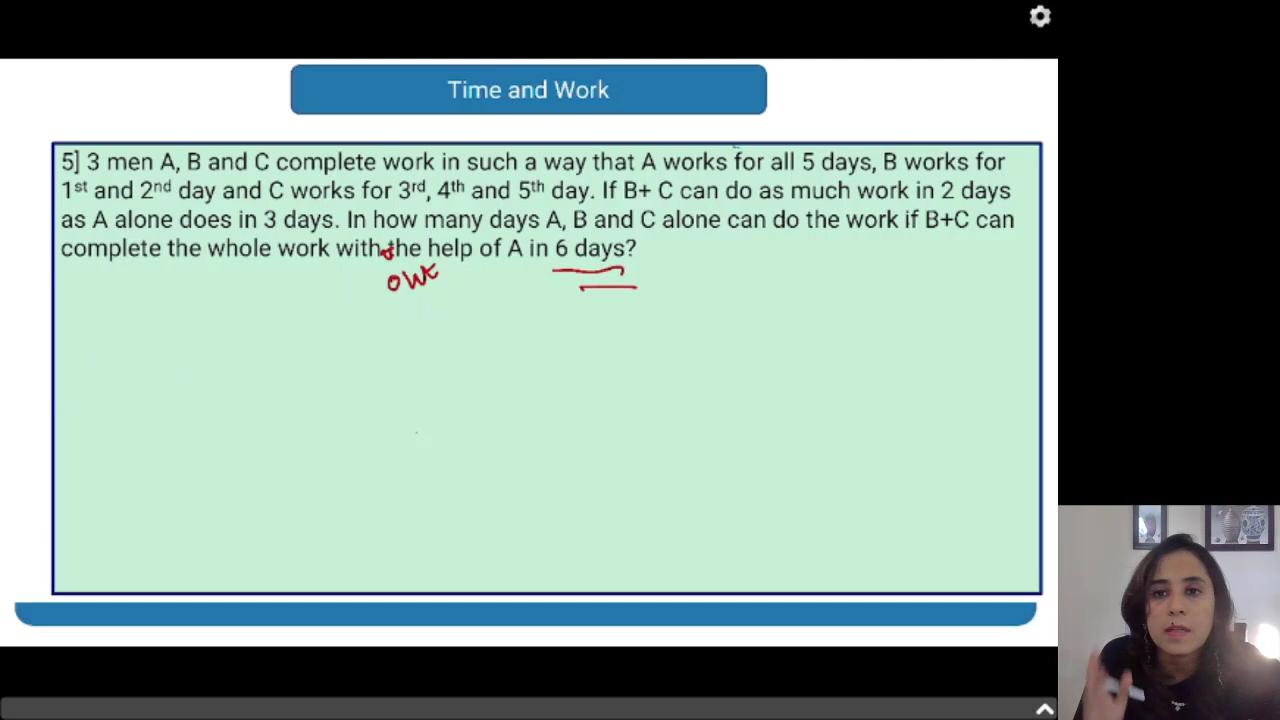 Time and Work
5] 3 men A, B and C complete work in such a way that A works for all 5 days, B works for
1st and 2nd day and C works for 3rd, 4th and 5th day. If B+ C can do as much work in 2 days
as A alone does in 3 days. In how many days A, B and C alone can do the work if B+C can
complete the whole work with the help of A in 6 days?
out